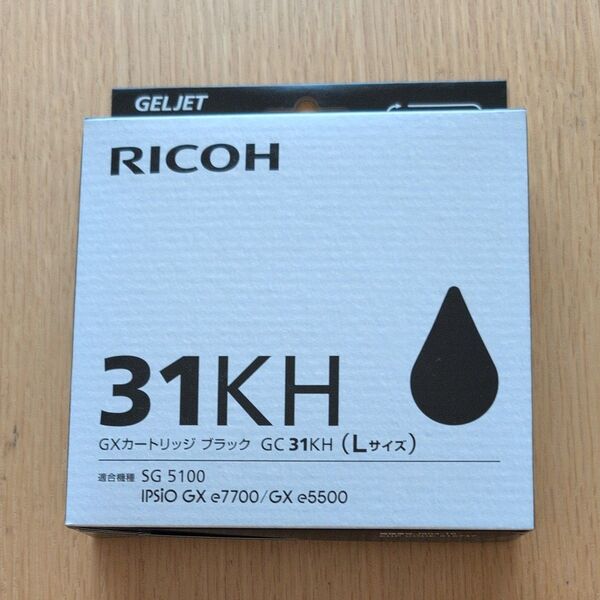 GELJET
RICOH
31KH
GXカートリッジ ブラック GC 31KH (Lサイズ)
適合機種 SG 5100
IPSiO GX e7700/GX e5500